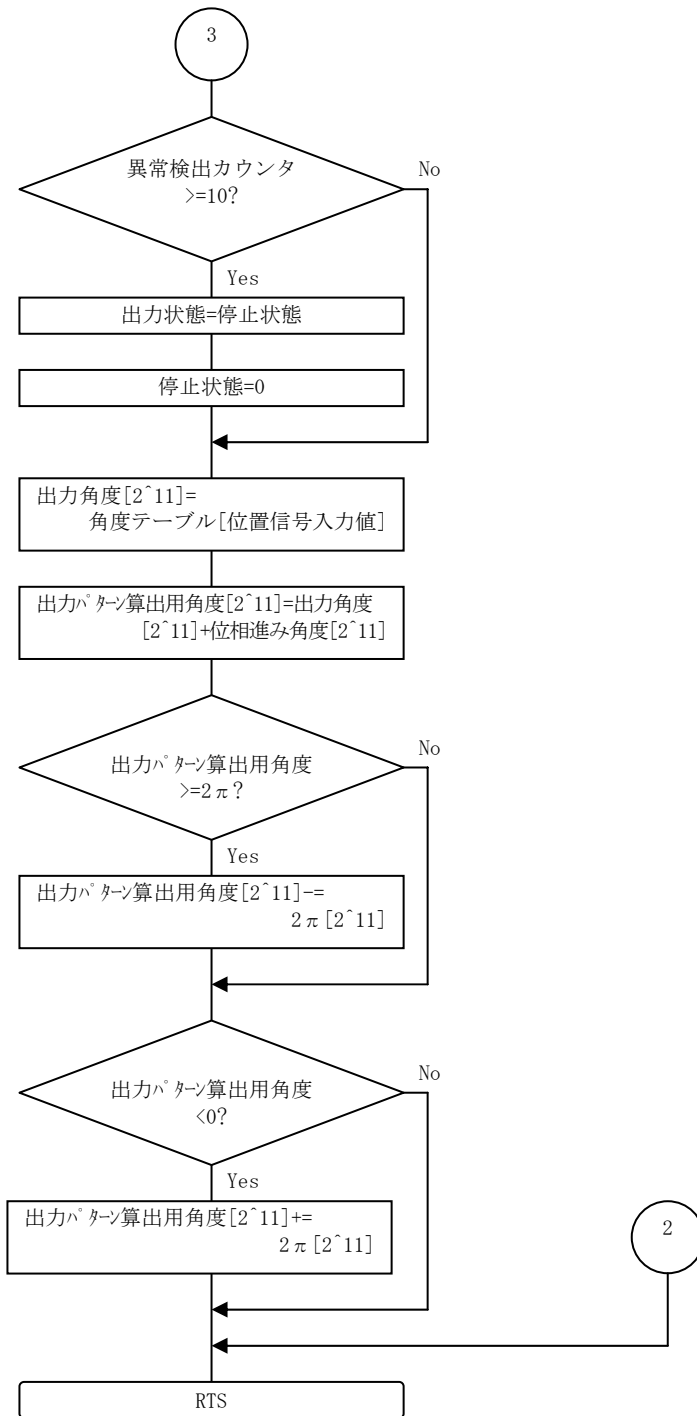 3
異常検出カウンタ
>=10?
No
Yes
出力状態=停止状態
停止状態=0
出力角度[2^11]=
角度テーブル[位置信号入力値]
出力ﾊﾟﾀｰﾝ算出用角度[2^11]=出力角度
[2^11]+位相進み角度[2^11]
出力ﾊﾟﾀｰﾝ算出用角度
>=2π?
No
Yes
出力ﾊﾟﾀｰﾝ算出用角度[2^11]-=
2π[2^11]
出力ﾊﾟﾀｰﾝ算出用角度
<0?
No
Yes
出力ﾊﾟﾀｰﾝ算出用角度[2^11]+=
2π[2^11]
2
RTS